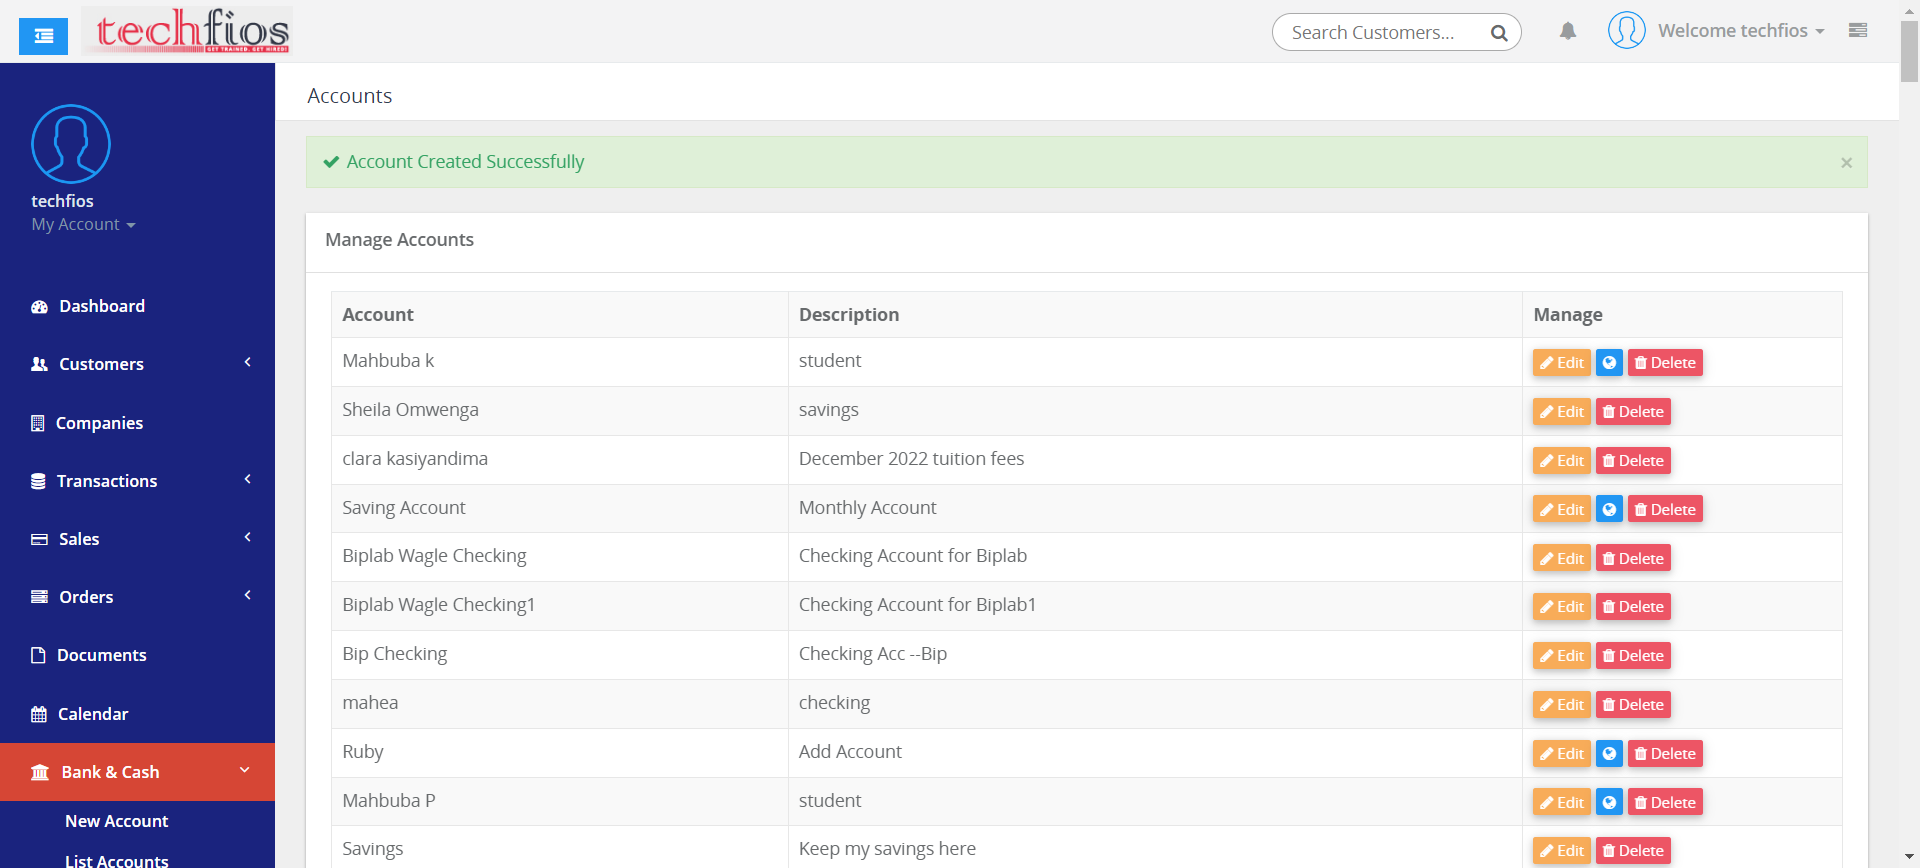 techfios
GET TRAINED. GET HIRED!
Search Customers...
Welcome techfios
techfios
My Account
Dashboard
Customers
Companies
Transactions
Sales
Orders
Documents
Calendar
Bank & Cash
New Account
List Accounts
Accounts
Account Created Successfully
×
Manage Accounts
Account Description Manage
Mahbuba k student Edit Delete
Sheila Omwenga savings Edit Delete
clara kasiyandima December 2022 tuition fees Edit Delete
Saving Account Monthly Account Edit Delete
Biplab Wagle Checking Checking Account for Biplab Edit Delete
Biplab Wagle Checking1 Checking Account for Biplab1 Edit Delete
Bip Checking Checking Acc --Bip Edit Delete
mahea checking Edit Delete
Ruby Add Account Edit Delete
Mahbuba P student Edit Delete
Savings Keep my savings here Edit Delete